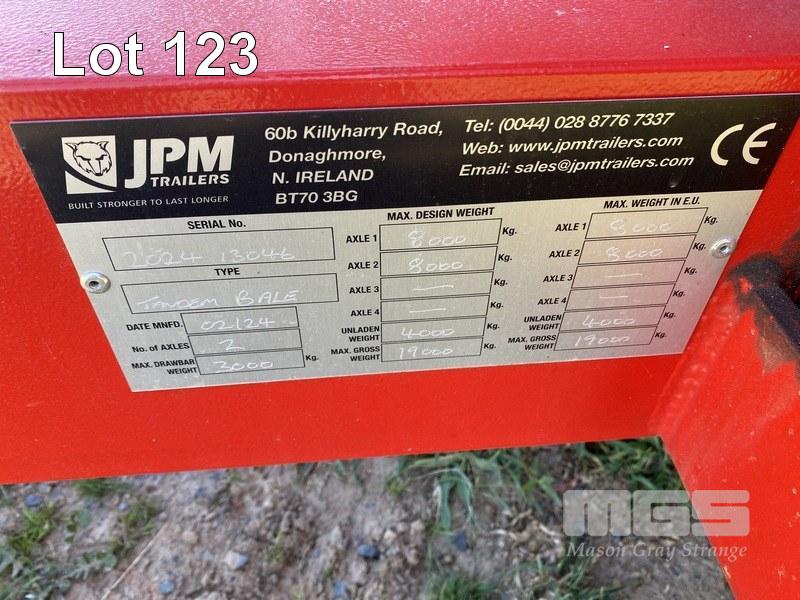 Lot 123
JPM
TRAILERS
BUILT STRONGER TO LAST LONGER
60b Killyharry Road,
Donaghmore,
N. IRELAND
BT70 3BG
Tel: (0044) 028 8776 7337
Web: www.jpmtrailers.com
Email: sales@jpmtrailers.com
CE
SERIAL No.
2024 13046
TYPE
TANDEM BALE
DATE MNFD. 02/24
No. of AXLES 2
MAX. DRAWBAR WEIGHT 3000 Kg.
MAX. DESIGN WEIGHT
AXLE 1 8000 Kg.
AXLE 2 8000 Kg.
AXLE 3 — Kg.
AXLE 4 — Kg.
UNLADEN WEIGHT 4000 Kg.
MAX. GROSS WEIGHT 19000 Kg.
MAX. WEIGHT IN E.U.
AXLE 1 8000 Kg.
AXLE 2 8000 Kg.
AXLE 3 — Kg.
AXLE 4 — Kg.
UNLADEN WEIGHT 4000 Kg.
MAX. GROSS WEIGHT 19000 Kg.
MGS
Mason Gray Strange